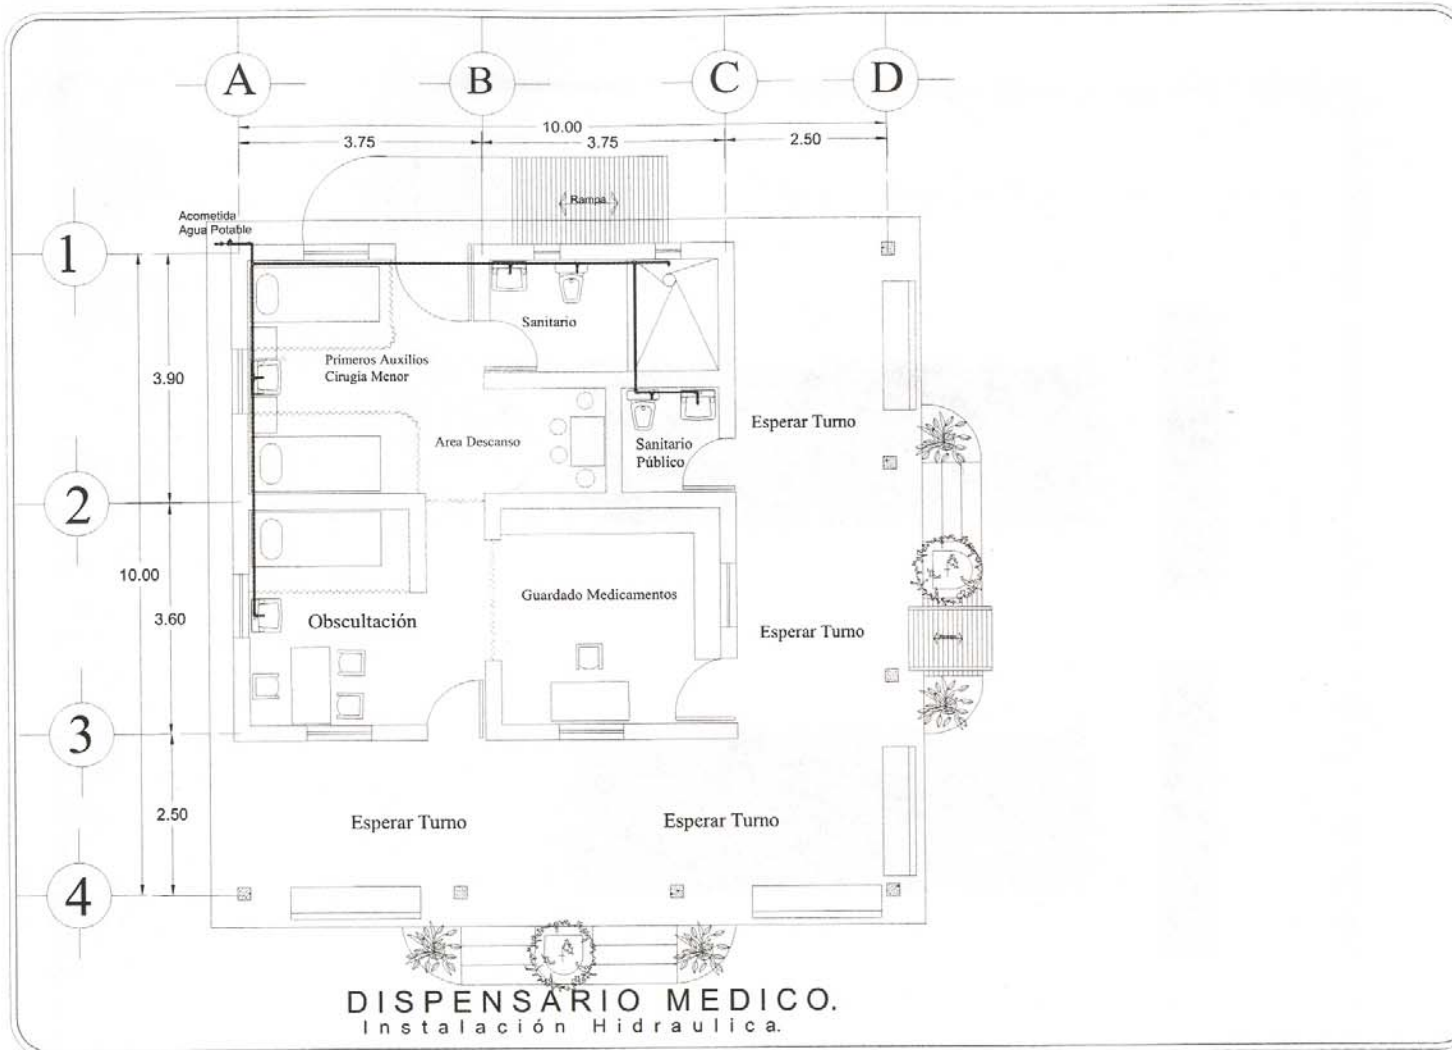 A B C D
10.00
3.75 3.75 2.50
Rampa
Acometida
Agua Potable
1
Sanitario
Primeros Auxilios
Cirugia Menor
3.90
Esperar Turno
Area Descanso
Sanitario
Público
2
10.00
3.60
Guardado Medicamentos
Obscultación
Esperar Turno
3
2.50
Esperar Turno
Esperar Turno
4
DISPENSARIO MEDICO.
Instalación Hidraulica.